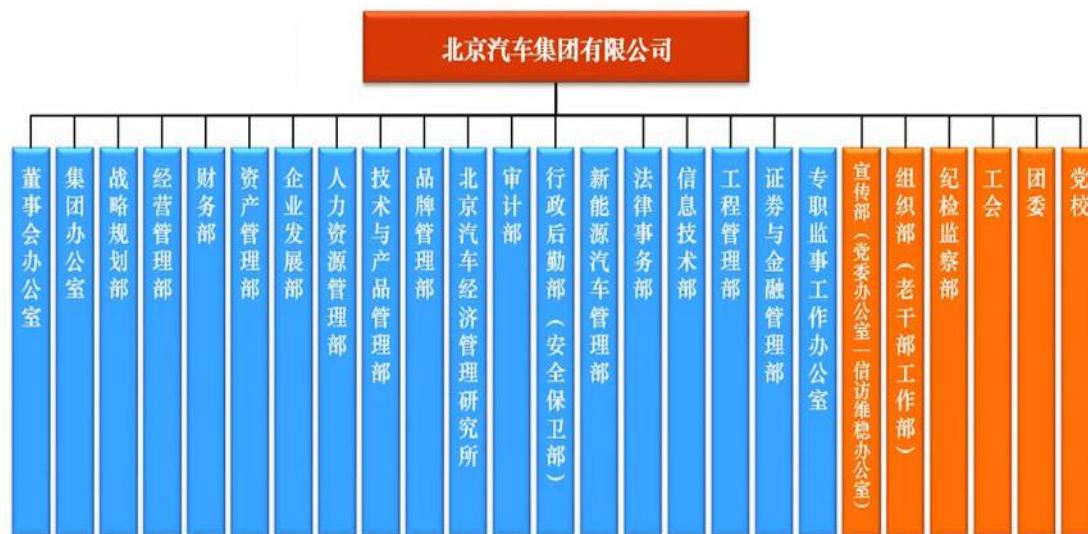 北京汽车集团有限公司
董事会办公室
集团办公室
战略规划部
经营管理部
财务部
资产管理部
企业发展部
人力资源管理部
技术与产品管理部
品牌管理部
北京汽车经济管理研究所
审计部
行政后勤部（安全保卫部）
新能源汽车管理部
法律事务部
信息技术部
工程管理部
证券与金融管理部
专职监事工作办公室
宣传部（党委办公室—信访维稳办公室）
组织部（老干部工作部）
纪检监察部
工会
团委
党校